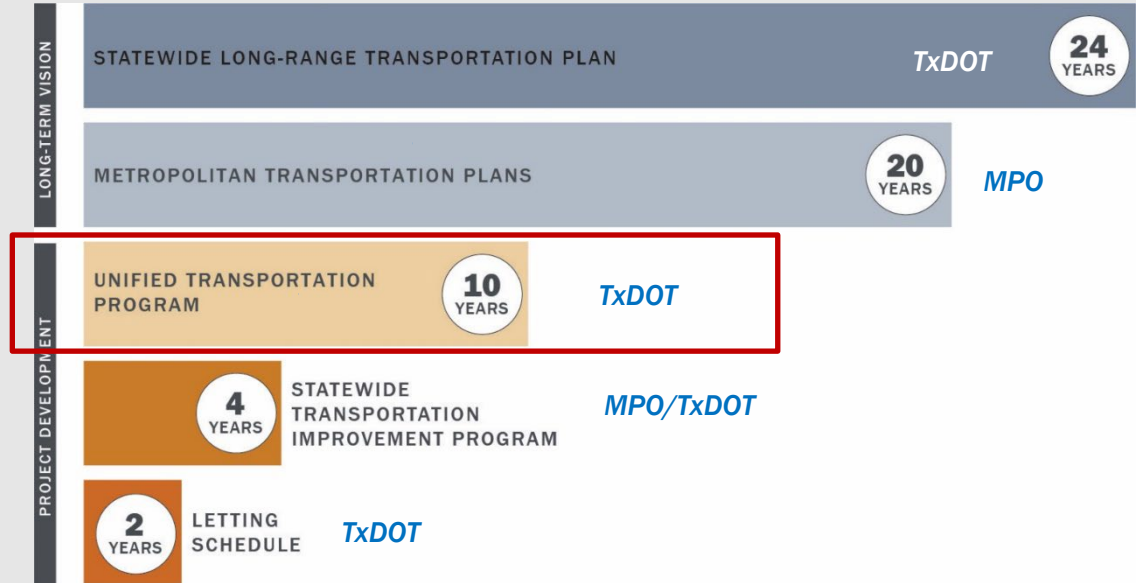 LONG-TERM VISION
STATEWIDE LONG-RANGE TRANSPORTATION PLAN
TxDOT
24
YEARS
METROPOLITAN TRANSPORTATION PLANS
20
YEARS
MPO
PROJECT DEVELOPMENT
UNIFIED TRANSPORTATION
PROGRAM
10
YEARS
TxDOT
4
YEARS
STATEWIDE
TRANSPORTATION
IMPROVEMENT PROGRAM
MPO/TxDOT
2
YEARS
LETTING
SCHEDULE
TxDOT